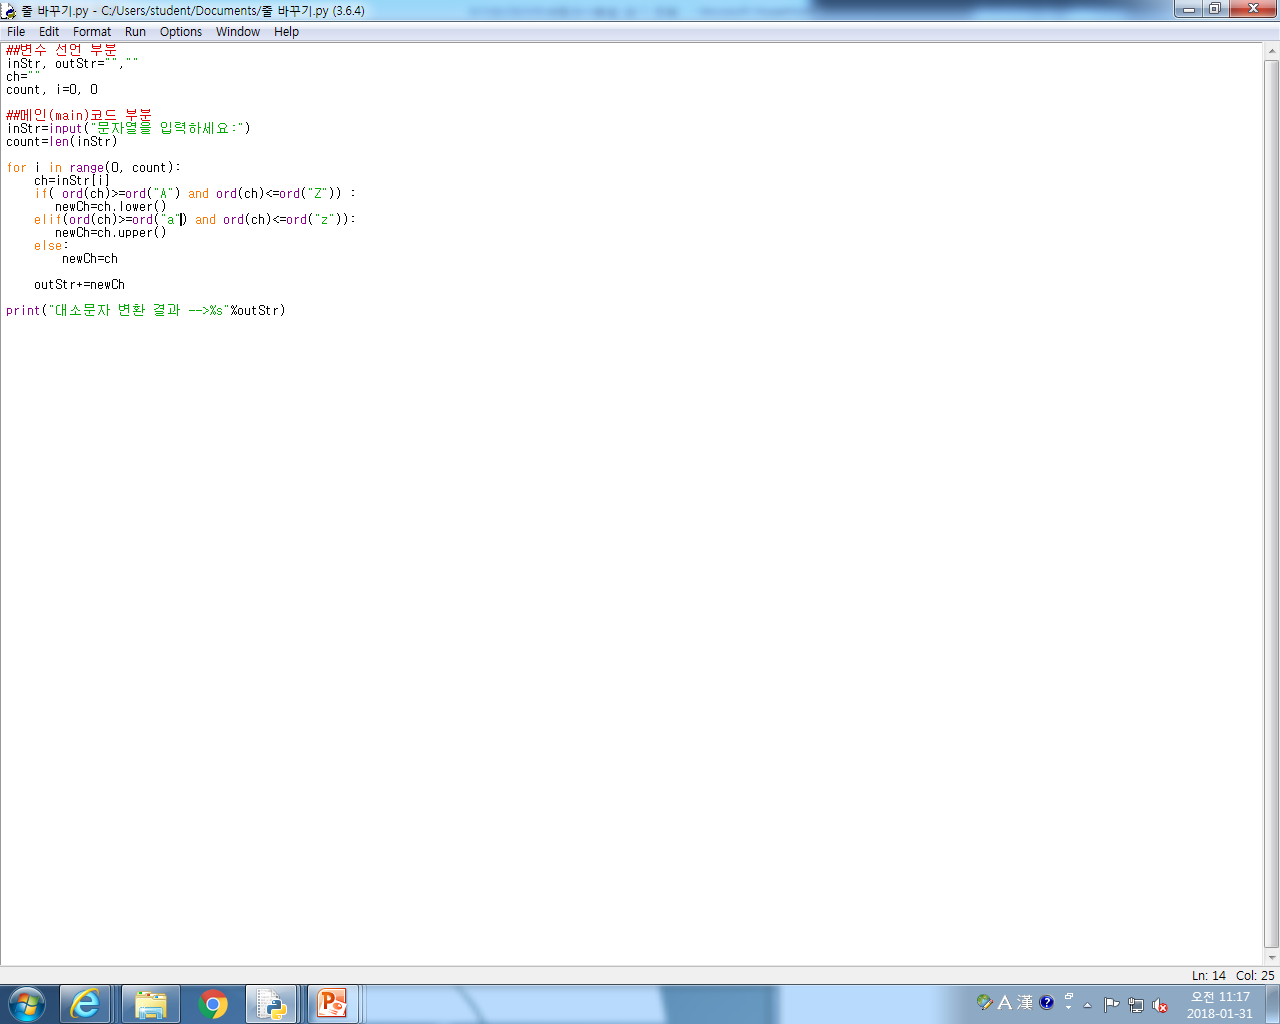 줄 바꾸기.py - C:/Users/student/Documents/줄 바꾸기.py (3.6.4)
File Edit Format Run Options Window Help
##변수 선언 부분
inStr, outStr="",""
ch=""
count, i=0, 0
##메인(main)코드 부분
inStr=input("문자열을 입력하세요:")
count=len(inStr)
for i in range(0, count):
    ch=inStr[i]
    if( ord(ch)>=ord("A") and ord(ch)<=ord("Z")) :
       newCh=ch.lower()
    elif(ord(ch)>=ord("a") and ord(ch)<=ord("z")):
       newCh=ch.upper()
    else:
        newCh=ch
    outStr+=newCh
print("대소문자 변환 결과 -->%s"%outStr)
Ln: 14 Col: 25
A 漢
오전 11:17
2018-01-31